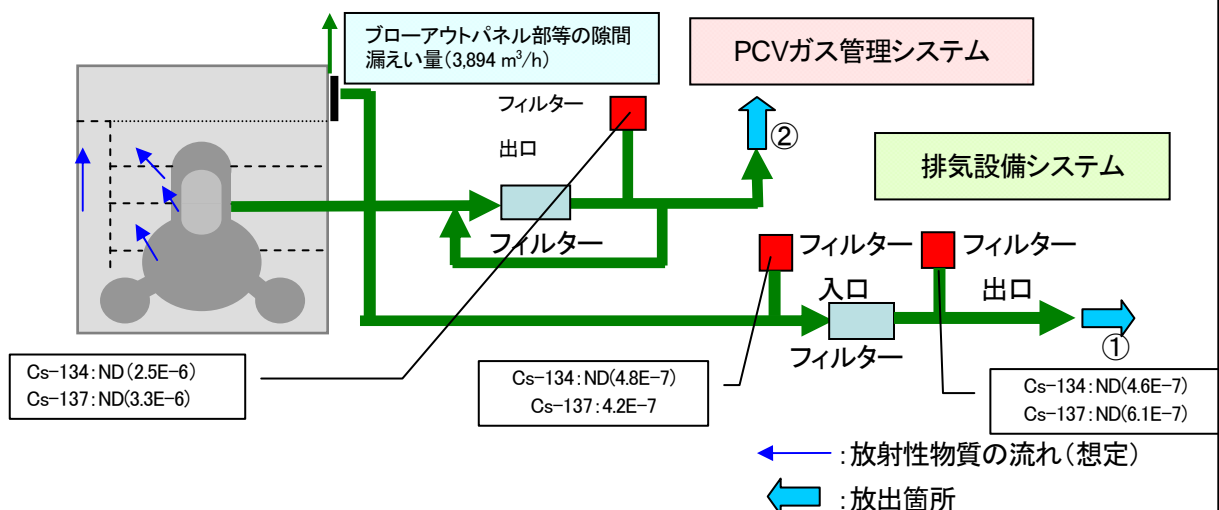 ブローアウトパネル部等の隙間
漏えい量(3,894 m³/h)
PCVガス管理システム
フィルター
出口
②
排気設備システム
フィルター
フィルター
入口
フィルター
出口
フィルター
①
Cs-134:ND(2.5E-6)
Cs-137:ND(3.3E-6)
Cs-134:ND(4.8E-7)
Cs-137:4.2E-7
Cs-134:ND(4.6E-7)
Cs-137:ND(6.1E-7)
:放射性物質の流れ(想定)
:放出箇所